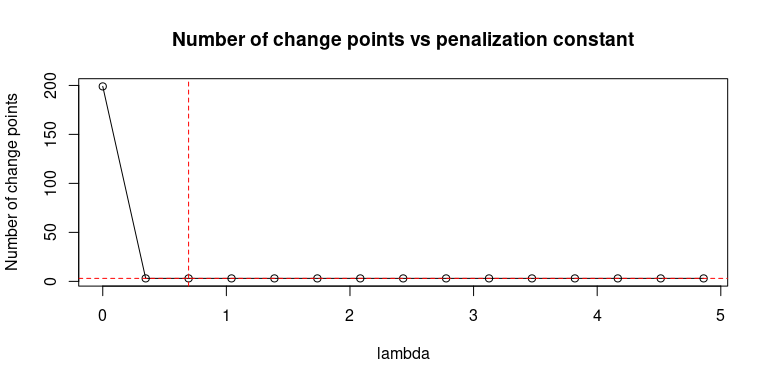 Number of change points vs penalization constant
Number of change points
200
150
100
50
0
0 1 2 3 4 5
lambda